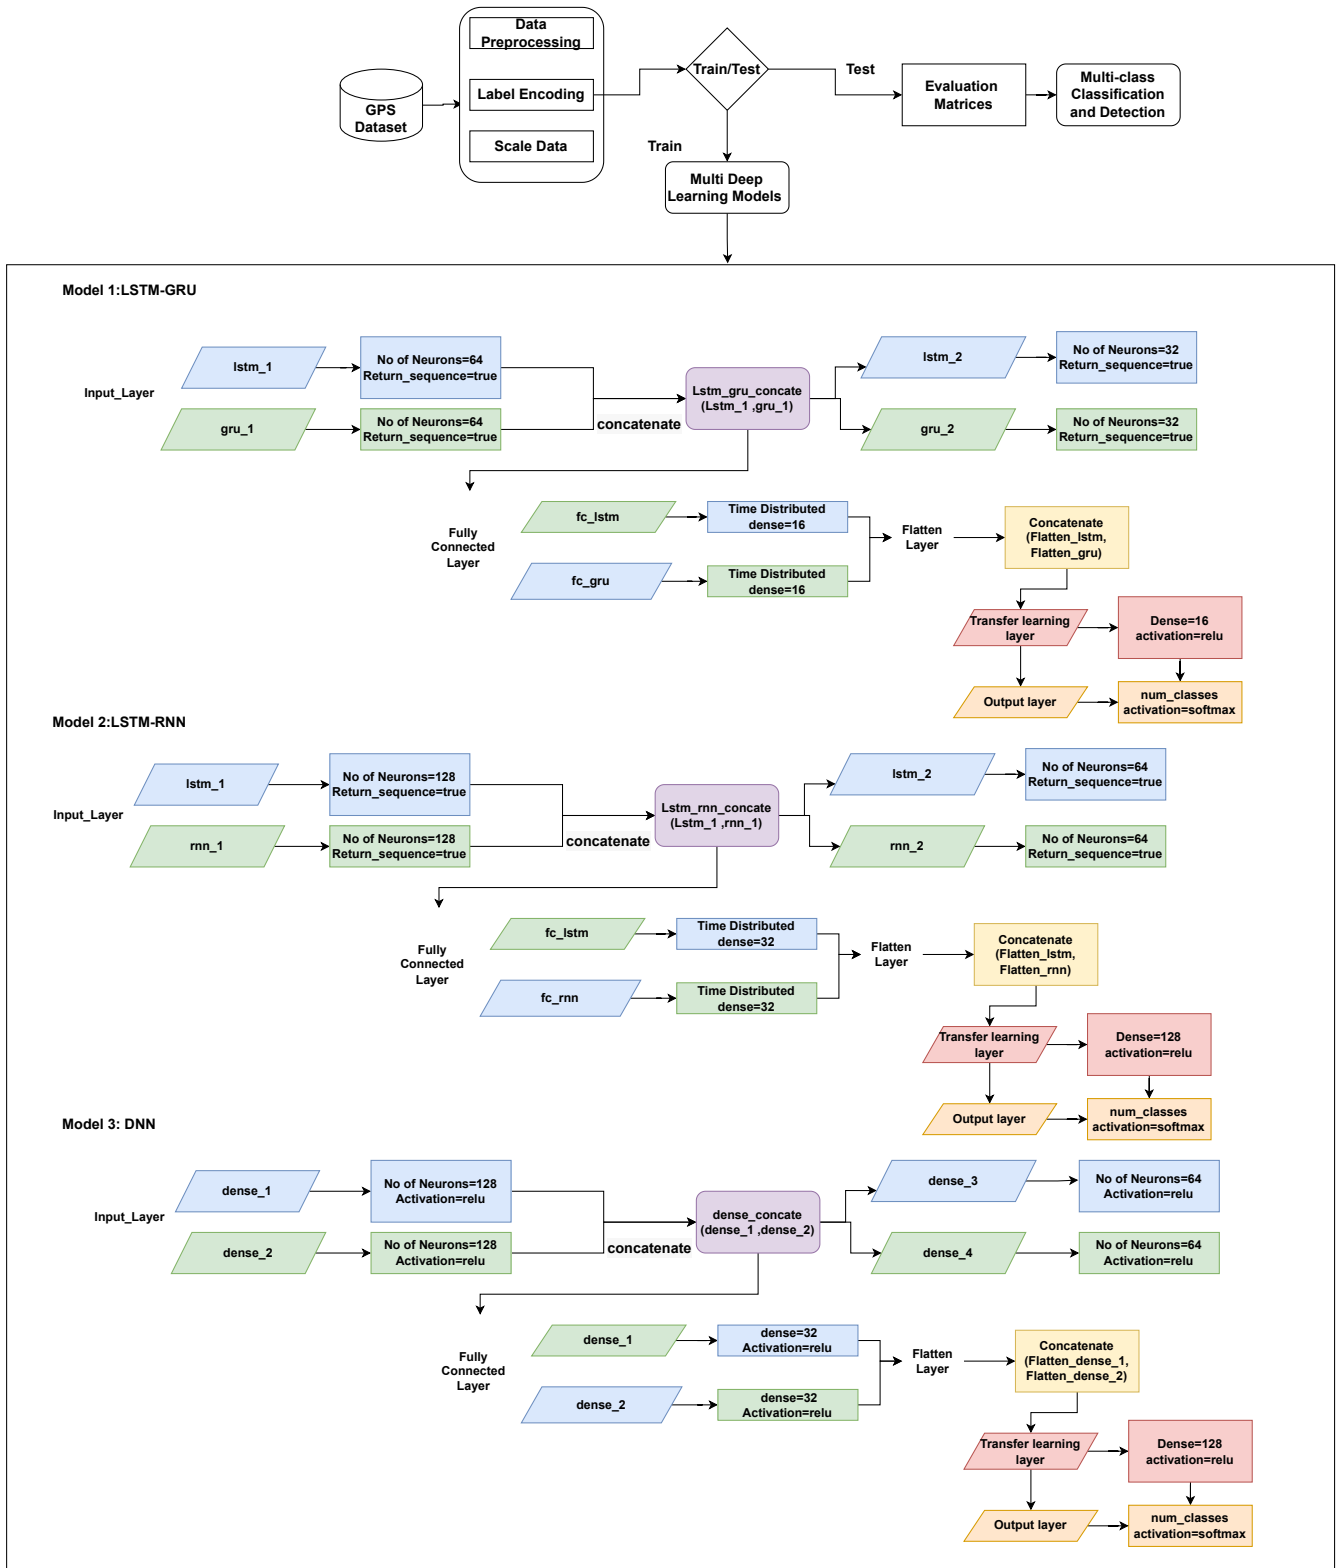 Data
Preprocessing
Label Encoding
Scale Data
GPS
Dataset
Train/Test
Test
Evaluation
Matrices
Multi-class
Classification
and Detection
Train
Multi Deep
Learning Models
Model 1:LSTM-GRU
Input_Layer
lstm_1
No of Neurons=64
Return_sequence=true
gru_1
No of Neurons=64
Return_sequence=true
concatenate
Lstm_gru_concate
(Lstm_1 ,gru_1)
lstm_2
No of Neurons=32
Return_sequence=true
gru_2
No of Neurons=32
Return_sequence=true
Fully
Connected
Layer
fc_lstm
Time Distributed
dense=16
fc_gru
Time Distributed
dense=16
Flatten
Layer
Concatenate
(Flatten_lstm,
Flatten_gru)
Transfer learning
layer
Dense=16
activation=relu
Output layer
num_classes
activation=softmax
Model 2:LSTM-RNN
Input_Layer
lstm_1
No of Neurons=128
Return_sequence=true
rnn_1
No of Neurons=128
Return_sequence=true
concatenate
Lstm_rnn_concate
(Lstm_1 ,rnn_1)
lstm_2
No of Neurons=64
Return_sequence=true
rnn_2
No of Neurons=64
Return_sequence=true
Fully
Connected
Layer
fc_lstm
Time Distributed
dense=32
fc_rnn
Time Distributed
dense=32
Flatten
Layer
Concatenate
(Flatten_lstm,
Flatten_rnn)
Transfer learning
layer
Dense=128
activation=relu
Output layer
num_classes
activation=softmax
Model 3: DNN
Input_Layer
dense_1
No of Neurons=128
Activation=relu
dense_2
No of Neurons=128
Activation=relu
concatenate
dense_concate
(dense_1 ,dense_2)
dense_3
No of Neurons=64
Activation=relu
dense_4
No of Neurons=64
Activation=relu
Fully
Connected
Layer
dense_1
dense=32
Activation=relu
dense_2
dense=32
Activation=relu
Flatten
Layer
Concatenate
(Flatten_dense_1,
Flatten_dense_2)
Transfer learning
layer
Dense=128
activation=relu
Output layer
num_classes
activation=softmax